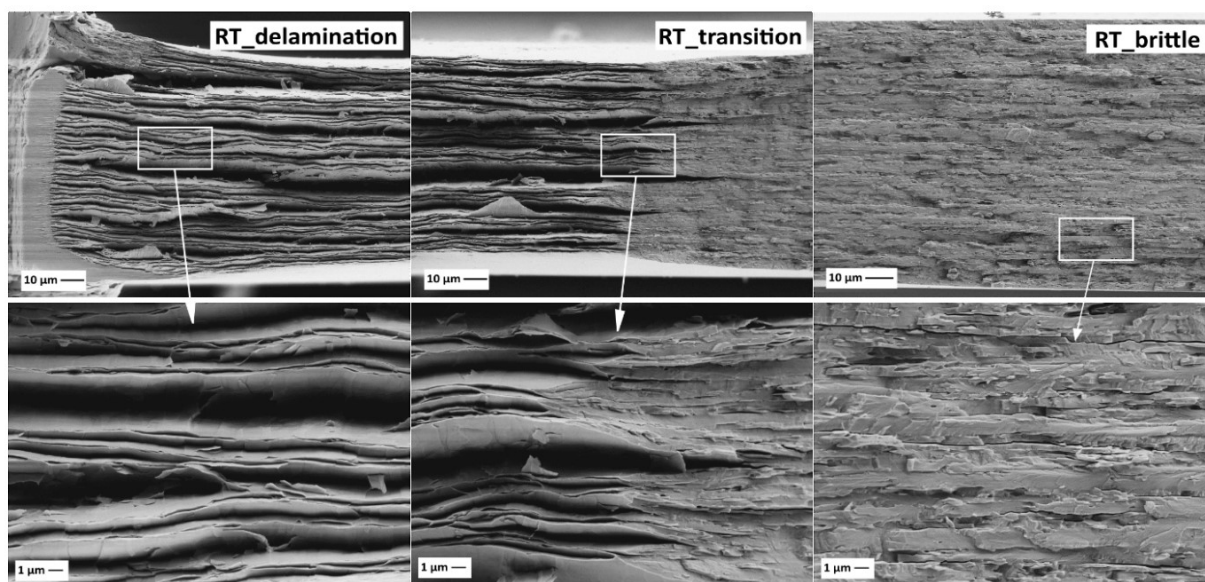 RT_delamination
RT_transition
RT_brittle
10 µm
10 µm
10 µm
1 µm
1 µm
1 µm